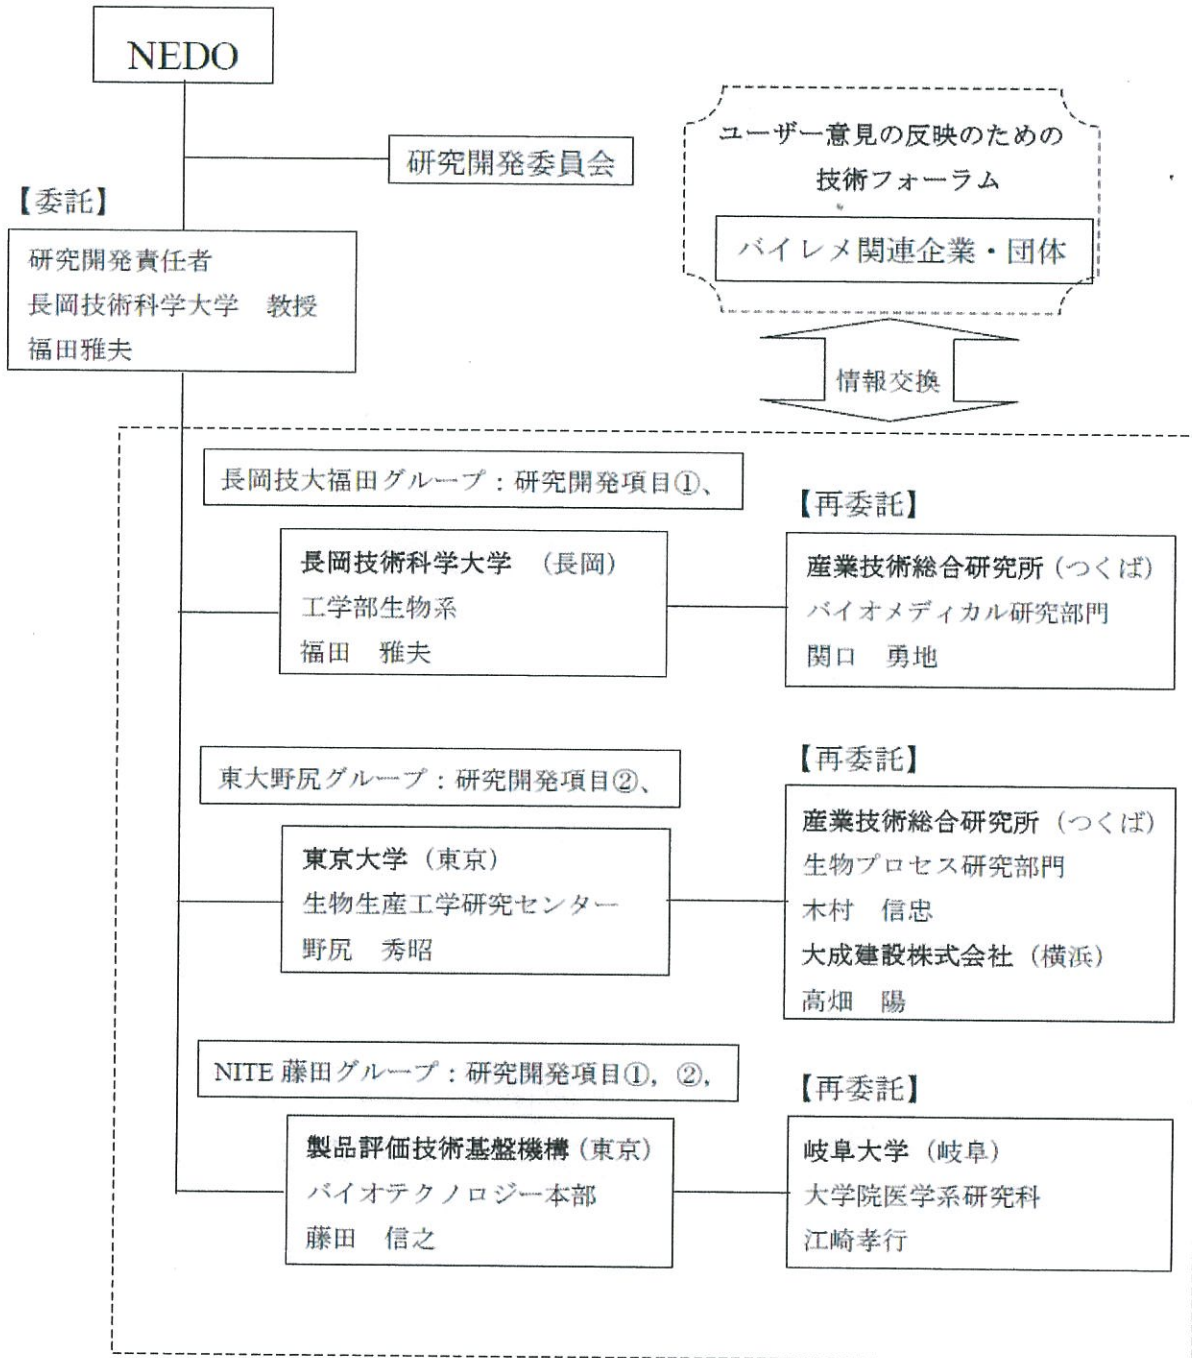 NEDO
研究開発委員会
ユーザー意見の反映のための
技術フォーラム
バイレメ関連企業・団体
情報交換
【委託】
研究開発責任者
長岡技術科学大学　教授
福田雅夫
長岡技大福田グループ：研究開発項目①、
長岡技術科学大学　（長岡）
工学部生物系
福田　雅夫
【再委託】
産業技術総合研究所（つくば）
バイオメディカル研究部門
関口　勇地
東大野尻グループ：研究開発項目②、
東京大学（東京）
生物生産工学研究センター
野尻　秀昭
【再委託】
産業技術総合研究所（つくば）
生物プロセス研究部門
木村　信忠
大成建設株式会社（横浜）
高畑　陽
NITE 藤田グループ：研究開発項目①，②，
製品評価技術基盤機構（東京）
バイオテクノロジー本部
藤田　信之
【再委託】
岐阜大学（岐阜）
大学院医学系研究科
江崎孝行